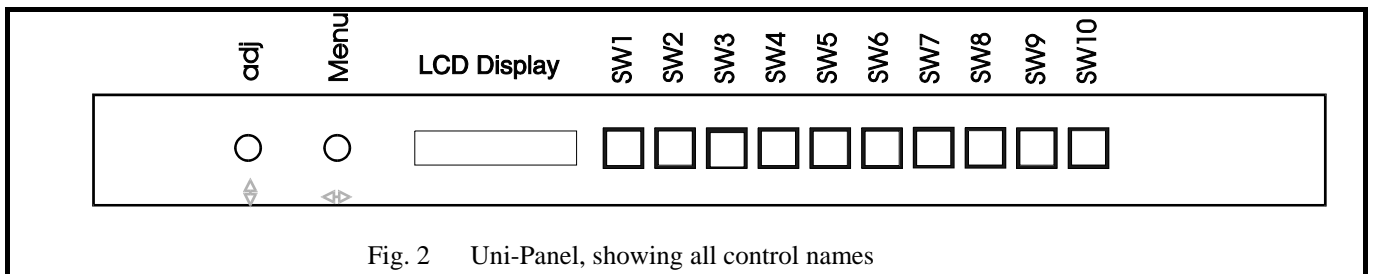 adj
Menu
LCD Display
SW1
SW2
SW3
SW4
SW5
SW6
SW7
SW8
SW9
SW10
Fig. 2 Uni-Panel, showing all control names